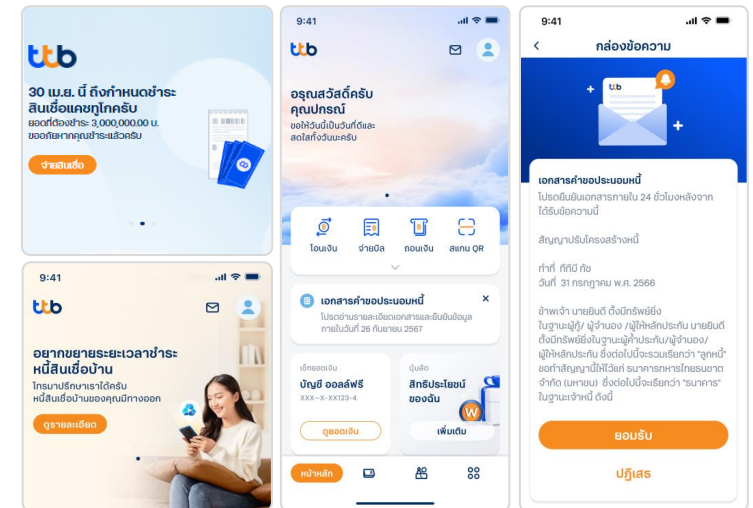 ttb
30 เม.ย. นี้ ถึงกำหนดชำระ
สินเชื่อแคชทูโกครับ
ยอดที่ต้องชำระ 3,000,000.00 บ.
ขออภัยหากคุณชำระแล้วครับ
จ่ายสินเชื่อ
9:41
ttb
อยากขยายระยะเวลาชำระ
หนี้สินเชื่อบ้าน
โทรมาปรึกษาเราได้ครับ
หนี้สินเชื่อบ้านของคุณมีทางออก
ดูรายละเอียด
9:41
ttb
อรุณสวัสดิ์ครับ
คุณปกรณ์
ขอให้วันนี้เป็นวันที่ดีและ
สดใสทั้งวันนะครับ
โอนเงิน จ่ายบิล ถอนเงิน สแกน QR
เอกสารคำขอประนอมหนี้
โปรดอ่านรายละเอียดเอกสารและยืนยันข้อมูล
ภายในวันที่ 26 กันยายน 2567
เช็กยอดเงิน
บัญชี ออลล์ฟรี
XXX-X-XX123-4
ดูยอดเงิน
ปุ่มลัด
สิทธิประโยชน์
ของฉัน
W
เพิ่มเติม
หน้าหลัก
9:41
กล่องข้อความ
ttb
เอกสารคำขอประนอมหนี้
โปรดยืนยันเอกสารภายใน 24 ชั่วโมงหลังจาก
ได้รับข้อความนี้
สัญญาปรับโครงสร้างหนี้
ทำที่ ทีทีบี ทัช
วันที่ 31 กรกฎาคม พ.ศ. 2566
ข้าพเจ้า นายยินดี ตั้งมีทรัพย์ยิ่ง
ในฐานะผู้กู้/ ผู้จำนอง /ผู้ให้หลักประกัน นายยินดี
ตั้งมีทรัพย์ยิ่งในฐานะผู้ค้ำประกัน/ผู้จำนอง/
ผู้ให้หลักประกัน ซึ่งต่อไปนี้จะรวมเรียกว่า "ลูกหนี้"
ขอทำสัญญานี้ให้ไว้แก่ ธนาคารทหารไทยธนชาต
จำกัด (มหาชน) ซึ่งต่อไปนี้จะเรียกว่า "ธนาคาร"
ในฐานะเจ้าหนี้ ดังนี้
ยอมรับ
ปฏิเสธ